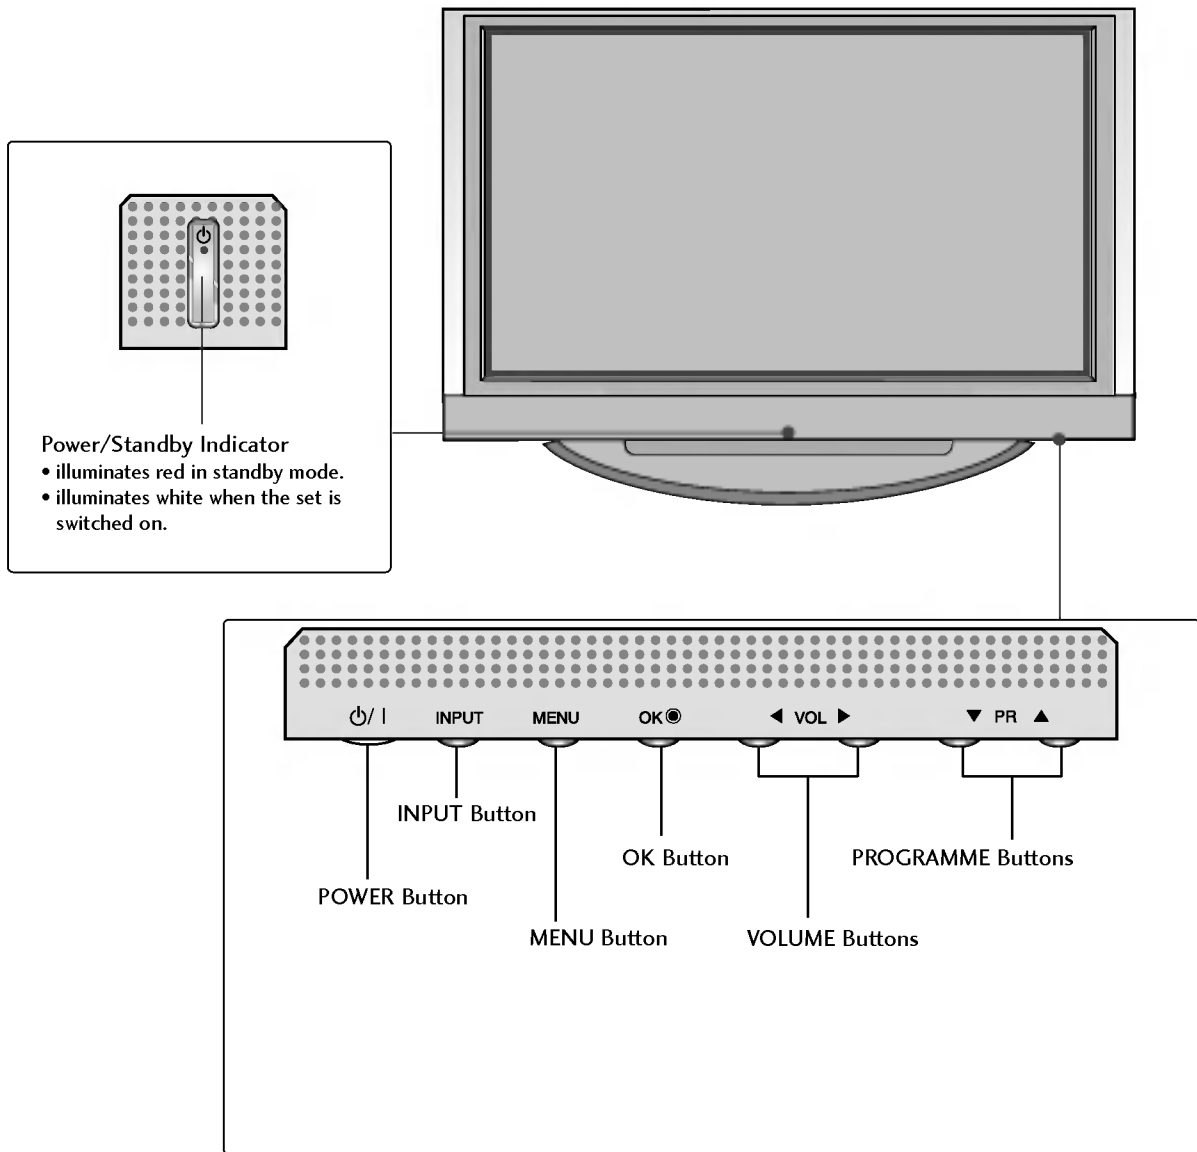 Power/Standby Indicator
• illuminates red in standby mode.
• illuminates white when the set is
switched on.
⏻/ I INPUT MENU OK◉ ◀ VOL ▶ ▼ PR ▲
INPUT Button
OK Button
PROGRAMME Buttons
POWER Button
MENU Button
VOLUME Buttons